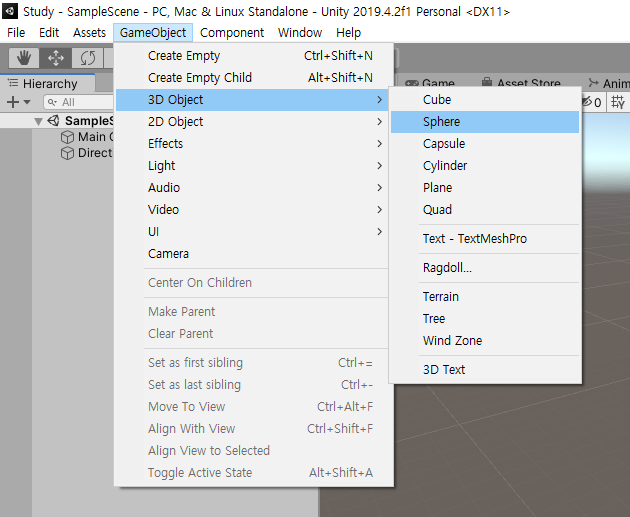 Study - SampleScene - PC, Mac & Linux Standalone - Unity 2019.4.2f1 Personal <DX11>
File Edit Assets GameObject Component Window Help
Hierarchy
All
SampleS
Main C
Direct
Create Empty Ctrl+Shift+N
Create Empty Child Alt+Shift+N
3D Object
2D Object
Effects
Light
Audio
Video
UI
Camera
Center On Children
Make Parent
Clear Parent
Set as first sibling Ctrl+=
Set as last sibling Ctrl+-
Move To View Ctrl+Alt+F
Align With View Ctrl+Shift+F
Align View to Selected
Toggle Active State Alt+Shift+A
Game Asset Store Anim
0
Cube
Sphere
Capsule
Cylinder
Plane
Quad
Text - TextMeshPro
Ragdoll...
Terrain
Tree
Wind Zone
3D Text